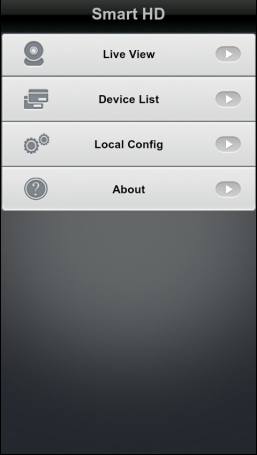 Smart HD
Live View
Device List
Local Config
About